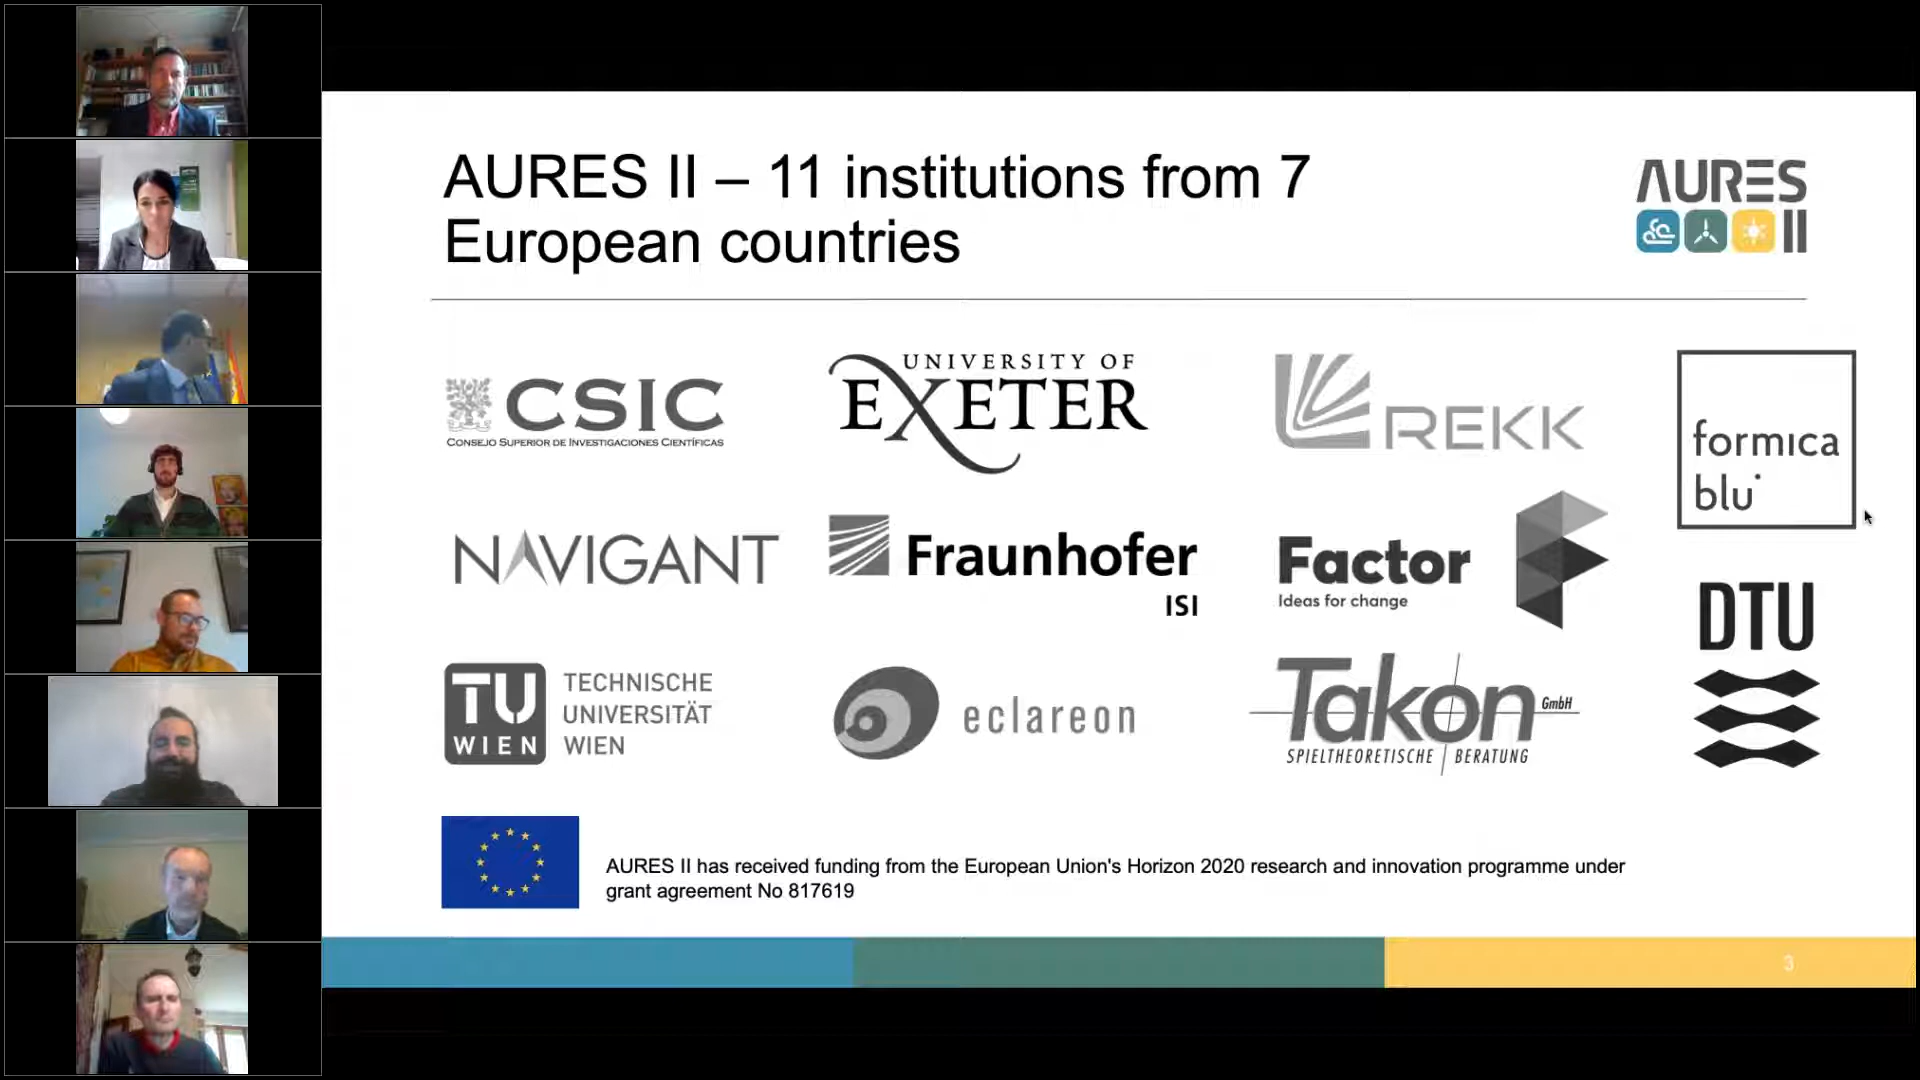 AURES II – 11 institutions from 7
European countries
AURES
II
CSIC
CONSEJO SUPERIOR DE INVESTIGACIONES CIENTÍFICAS
UNIVERSITY OF
EXETER
REKK
formica
blu
NAVIGANT
Fraunhofer
ISI
Factor
Ideas for change
DTU
TU
WIEN
TECHNISCHE
UNIVERSITÄT
WIEN
eclareon
Takon
GmbH
SPIELTHEORETISCHE BERATUNG
AURES II has received funding from the European Union's Horizon 2020 research and innovation programme under
grant agreement No 817619
3